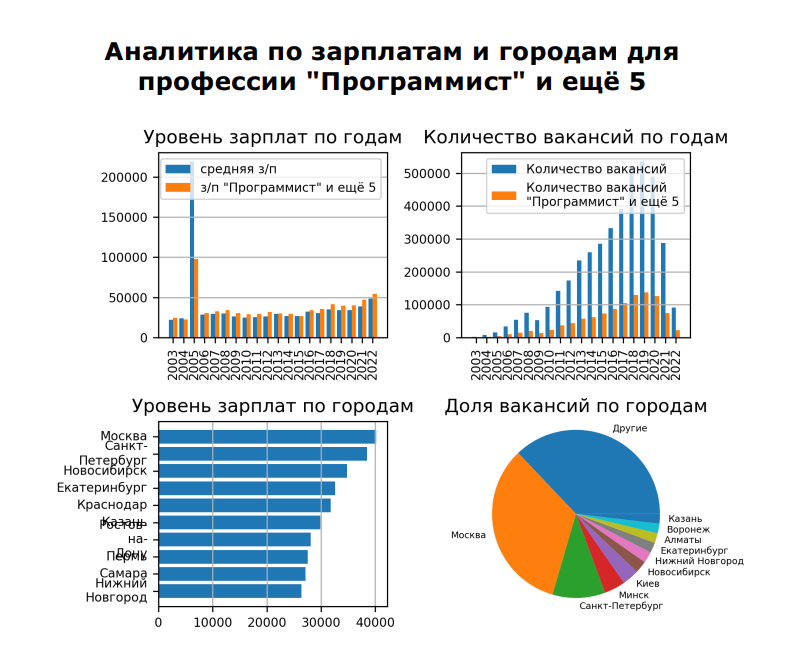 Аналитика по зарплатам и городам для
профессии "Программист" и ещё 5
Уровень зарплат по годам
средняя з/п
з/п "Программист" и ещё 5
200000
150000
100000
50000
0
2003 2004 2005 2006 2007 2008 2009 2010 2011 2012 2013 2014 2015 2016 2017 2018 2019 2020 2021 2022
Количество вакансий по годам
Количество вакансий
Количество вакансий
"Программист" и ещё 5
500000
400000
300000
200000
100000
0
2003 2004 2005 2006 2007 2008 2009 2010 2011 2012 2013 2014 2015 2016 2017 2018 2019 2020 2021 2022
Уровень зарплат по городам
Москва
Санкт-
Петербург
Новосибирск
Екатеринбург
Краснодар
Казань
Ростов-
на-
Дону
Пермь
Самара
Нижний
Новгород
0 10000 20000 30000 40000
Доля вакансий по городам
Другие
Москва
Казань
Воронеж
Алматы
Екатеринбург
Нижний Новгород
Новосибирск
Киев
Минск
Санкт-Петербург